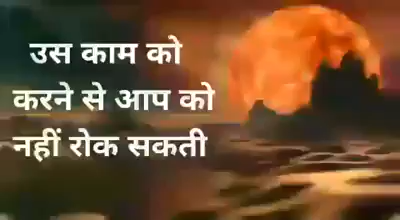 उस काम को
करने से आप को
नहीं रोक सकती